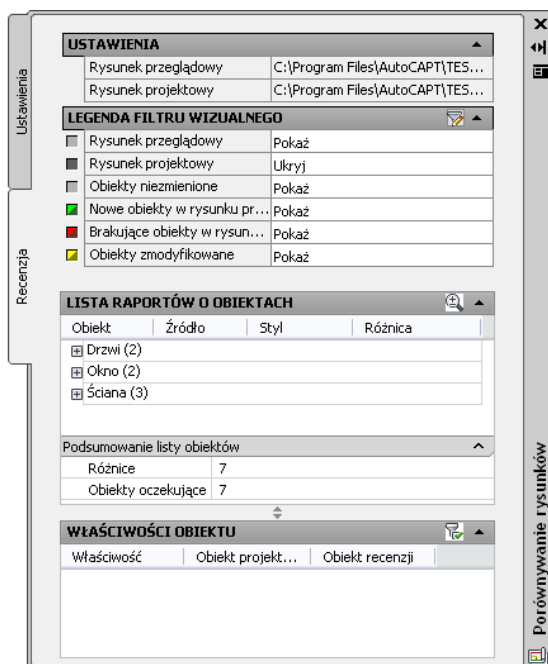 USTAWIENIA
Rysunek przeglądowy C:\Program Files\AutoCAPT\TES...
Rysunek projektowy C:\Program Files\AutoCAPT\TES...
LEGENDA FILTRU WIZUALNEGO
Rysunek przeglądowy Pokaż
Rysunek projektowy Ukryj
Obiekty niezmienione Pokaż
Nowe obiekty w rysunku pr... Pokaż
Brakujące obiekty w rysun... Pokaż
Obiekty zmodyfikowane Pokaż
LISTA RAPORTÓW O OBIEKTACH
Obiekt Źródło Styl Różnica
Drzwi (2)
Okno (2)
Ściana (3)
Podsumowanie listy obiektów
Różnice 7
Obiekty oczekujące 7
WŁAŚCIWOŚCI OBIEKTU
Właściwość Obiekt projekt... Obiekt recenzji
Ustawienia
Recenzja
Porównywanie rysunków